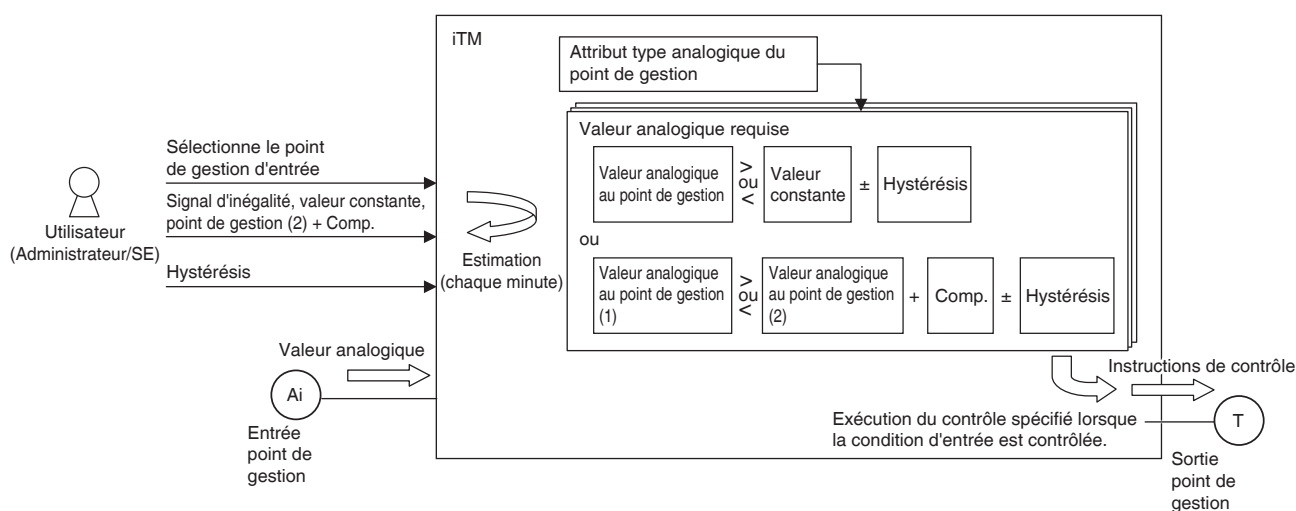 iTM
Attribut type analogique du
point de gestion
Valeur analogique requise
Valeur analogique
au point de gestion
>
ou
<
Valeur
constante
±
Hystérésis
ou
Valeur analogique
au point de gestion
(1)
>
ou
<
Valeur analogique
au point de gestion
(2)
+
Comp.
±
Hystérésis
Sélectionne le point
de gestion d'entrée
Signal d'inégalité, valeur constante,
point de gestion (2) + Comp.
Hystérésis
Utilisateur
(Administrateur/SE)
Estimation
(chaque minute)
Valeur analogique
Ai
Entrée
point de
gestion
Instructions de contrôle
Exécution du contrôle spécifié lorsque
la condition d'entrée est contrôlée.
T
Sortie
point de
gestion